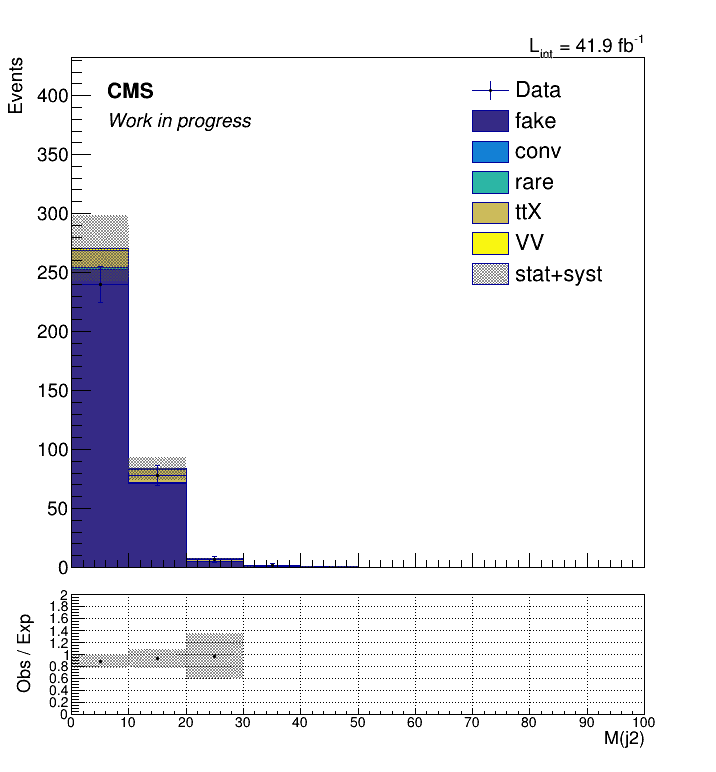 L_int = 41.9 fb^-1
Events
CMS
Work in progress
Data
fake
conv
rare
ttX
VV
stat+syst
400
350
300
250
200
150
100
50
0
Obs / Exp
2
1.8
1.6
1.4
1.2
1
0.8
0.6
0.4
0.2
0
0 10 20 30 40 50 60 70 80 90 100
M(j2)